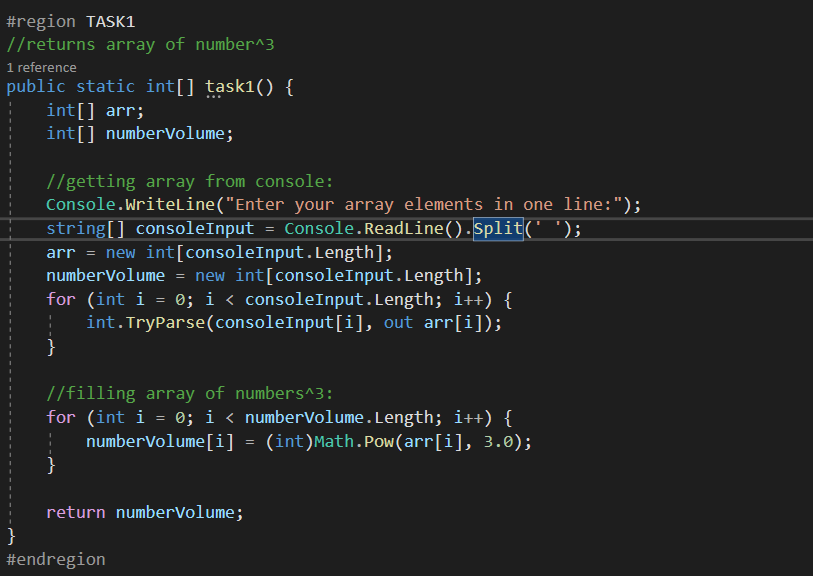 #region TASK1
//returns array of number^3
1 reference
public static int[] task1() {
int[] arr;
int[] numberVolume;
//getting array from console:
Console.WriteLine("Enter your array elements in one line:");
string[] consoleInput = Console.ReadLine().Split(' ');
arr = new int[consoleInput.Length];
numberVolume = new int[consoleInput.Length];
for (int i = 0; i < consoleInput.Length; i++) {
int.TryParse(consoleInput[i], out arr[i]);
}
//filling array of numbers^3:
for (int i = 0; i < numberVolume.Length; i++) {
numberVolume[i] = (int)Math.Pow(arr[i], 3.0);
}
return numberVolume;
}
#endregion